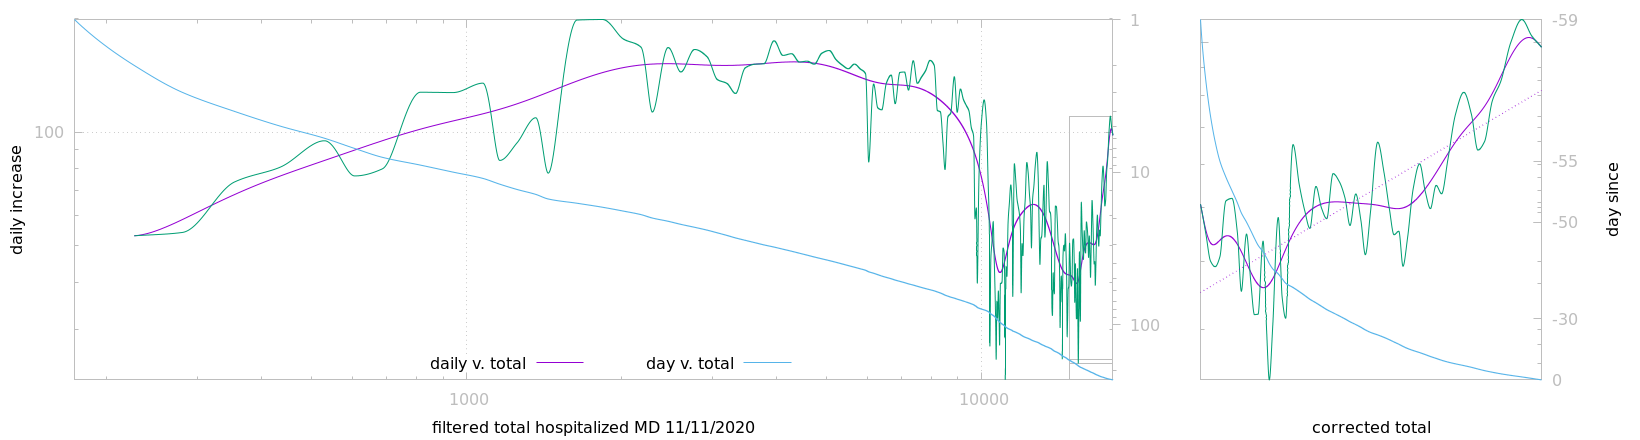 1
-59
100
10
-55
daily increase
-50
day since
100
-30
daily v. total
day v. total
0
1000
10000
filtered total hospitalized MD 11/11/2020
corrected total